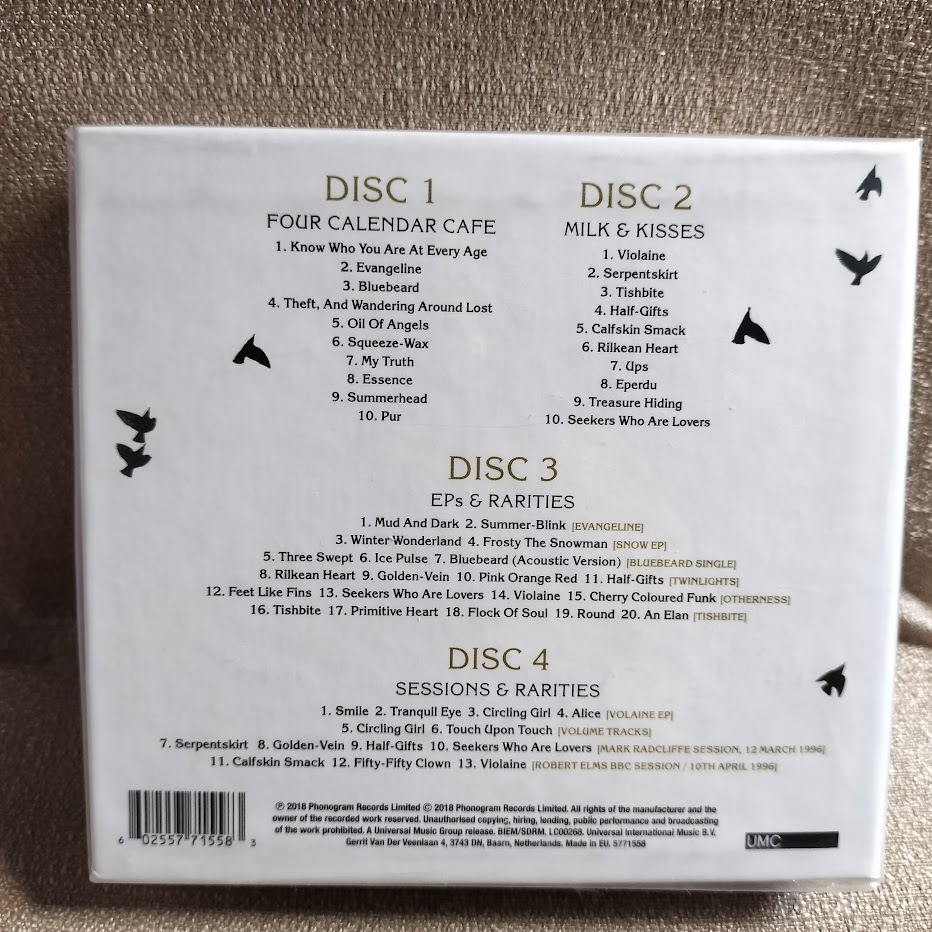 DISC 1
FOUR CALENDAR CAFE
1. Know Who You Are At Every Age
2. Evangeline
3. Bluebeard
4. Theft, And Wandering Around Lost
5. Oil Of Angels
6. Squeeze-Wax
7. My Truth
8. Essence
9. Summerhead
10. Pur
DISC 2
MILK & KISSES
1. Violaine
2. Serpentskirt
3. Tishbite
4. Half-Gifts
5. Calfskin Smack
6. Rilkean Heart
7. Ups
8. Eperdu
9. Treasure Hiding
10. Seekers Who Are Lovers
DISC 3
EPs & RARITIES
1. Mud And Dark 2. Summer-Blink [EVANGELINE]
3. Winter Wonderland 4. Frosty The Snowman [SNOW EP]
5. Three Swept 6. Ice Pulse 7. Bluebeard (Acoustic Version) [BLUEBEARD SINGLE]
8. Rilkean Heart 9. Golden-Vein 10. Pink Orange Red 11. Half-Gifts [TWINLIGHTS]
12. Feet Like Fins 13. Seekers Who Are Lovers 14. Violaine 15. Cherry Coloured Funk [OTHERNESS]
16. Tishbite 17. Primitive Heart 18. Flock Of Soul 19. Round 20. An Elan [TISHBITE]
DISC 4
SESSIONS & RARITIES
1. Smile 2. Tranquil Eye 3. Circling Girl 4. Alice [VOLAINE EP]
5. Circling Girl 6. Touch Upon Touch [VOLUME TRACKS]
7. Serpentskirt 8. Golden-Vein 9. Half-Gifts 10. Seekers Who Are Lovers [MARK RADCLIFFE SESSION, 12 MARCH 1996]
11. Calfskin Smack 12. Fifty-Fifty Clown 13. Violaine [ROBERT ELMS BBC SESSION / 10TH APRIL 1996]
6 02557 71558 3
℗ 2018 Phonogram Records Limited © 2018 Phonogram Records Limited. All rights of the manufacturer and the
owner of the recorded work reserved. Unauthorised copying, hiring, lending, public performance and broadcasting
of the work prohibited. A Universal Music Group release. BIEM/SDRM. LC00268. Universal International Music B.V.
Gerrit Van Der Veenlaan 4, 3743 DN, Baarn, Netherlands. Made in EU. 5771558
UMC